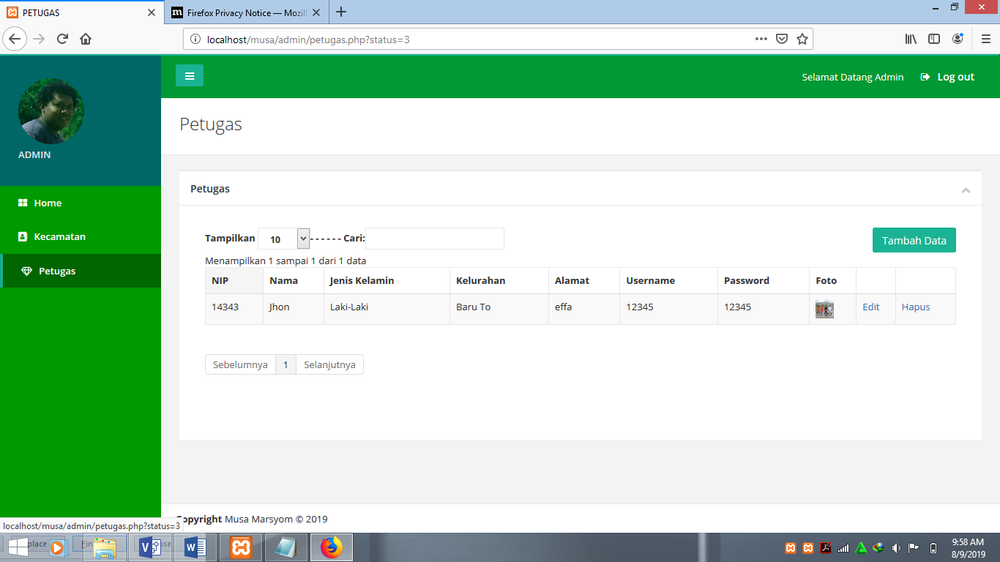 PETUGAS
Firefox Privacy Notice — Mozil
localhost/musa/admin/petugas.php?status=3
Selamat Datang Admin Log out
ADMIN
Home
Kecamatan
Petugas
Petugas
Petugas
Tampilkan 10 - - - - - - Cari:
Tambah Data
Menampilkan 1 sampai 1 dari 1 data
NIP Nama Jenis Kelamin Kelurahan Alamat Username Password Foto
14343 Jhon Laki-Laki Baru To effa 12345 12345 Edit Hapus
Sebelumnya 1 Selanjutnya
Copyright Musa Marsyom © 2019
localhost/musa/admin/petugas.php?status=3
9:58 AM
8/9/2019